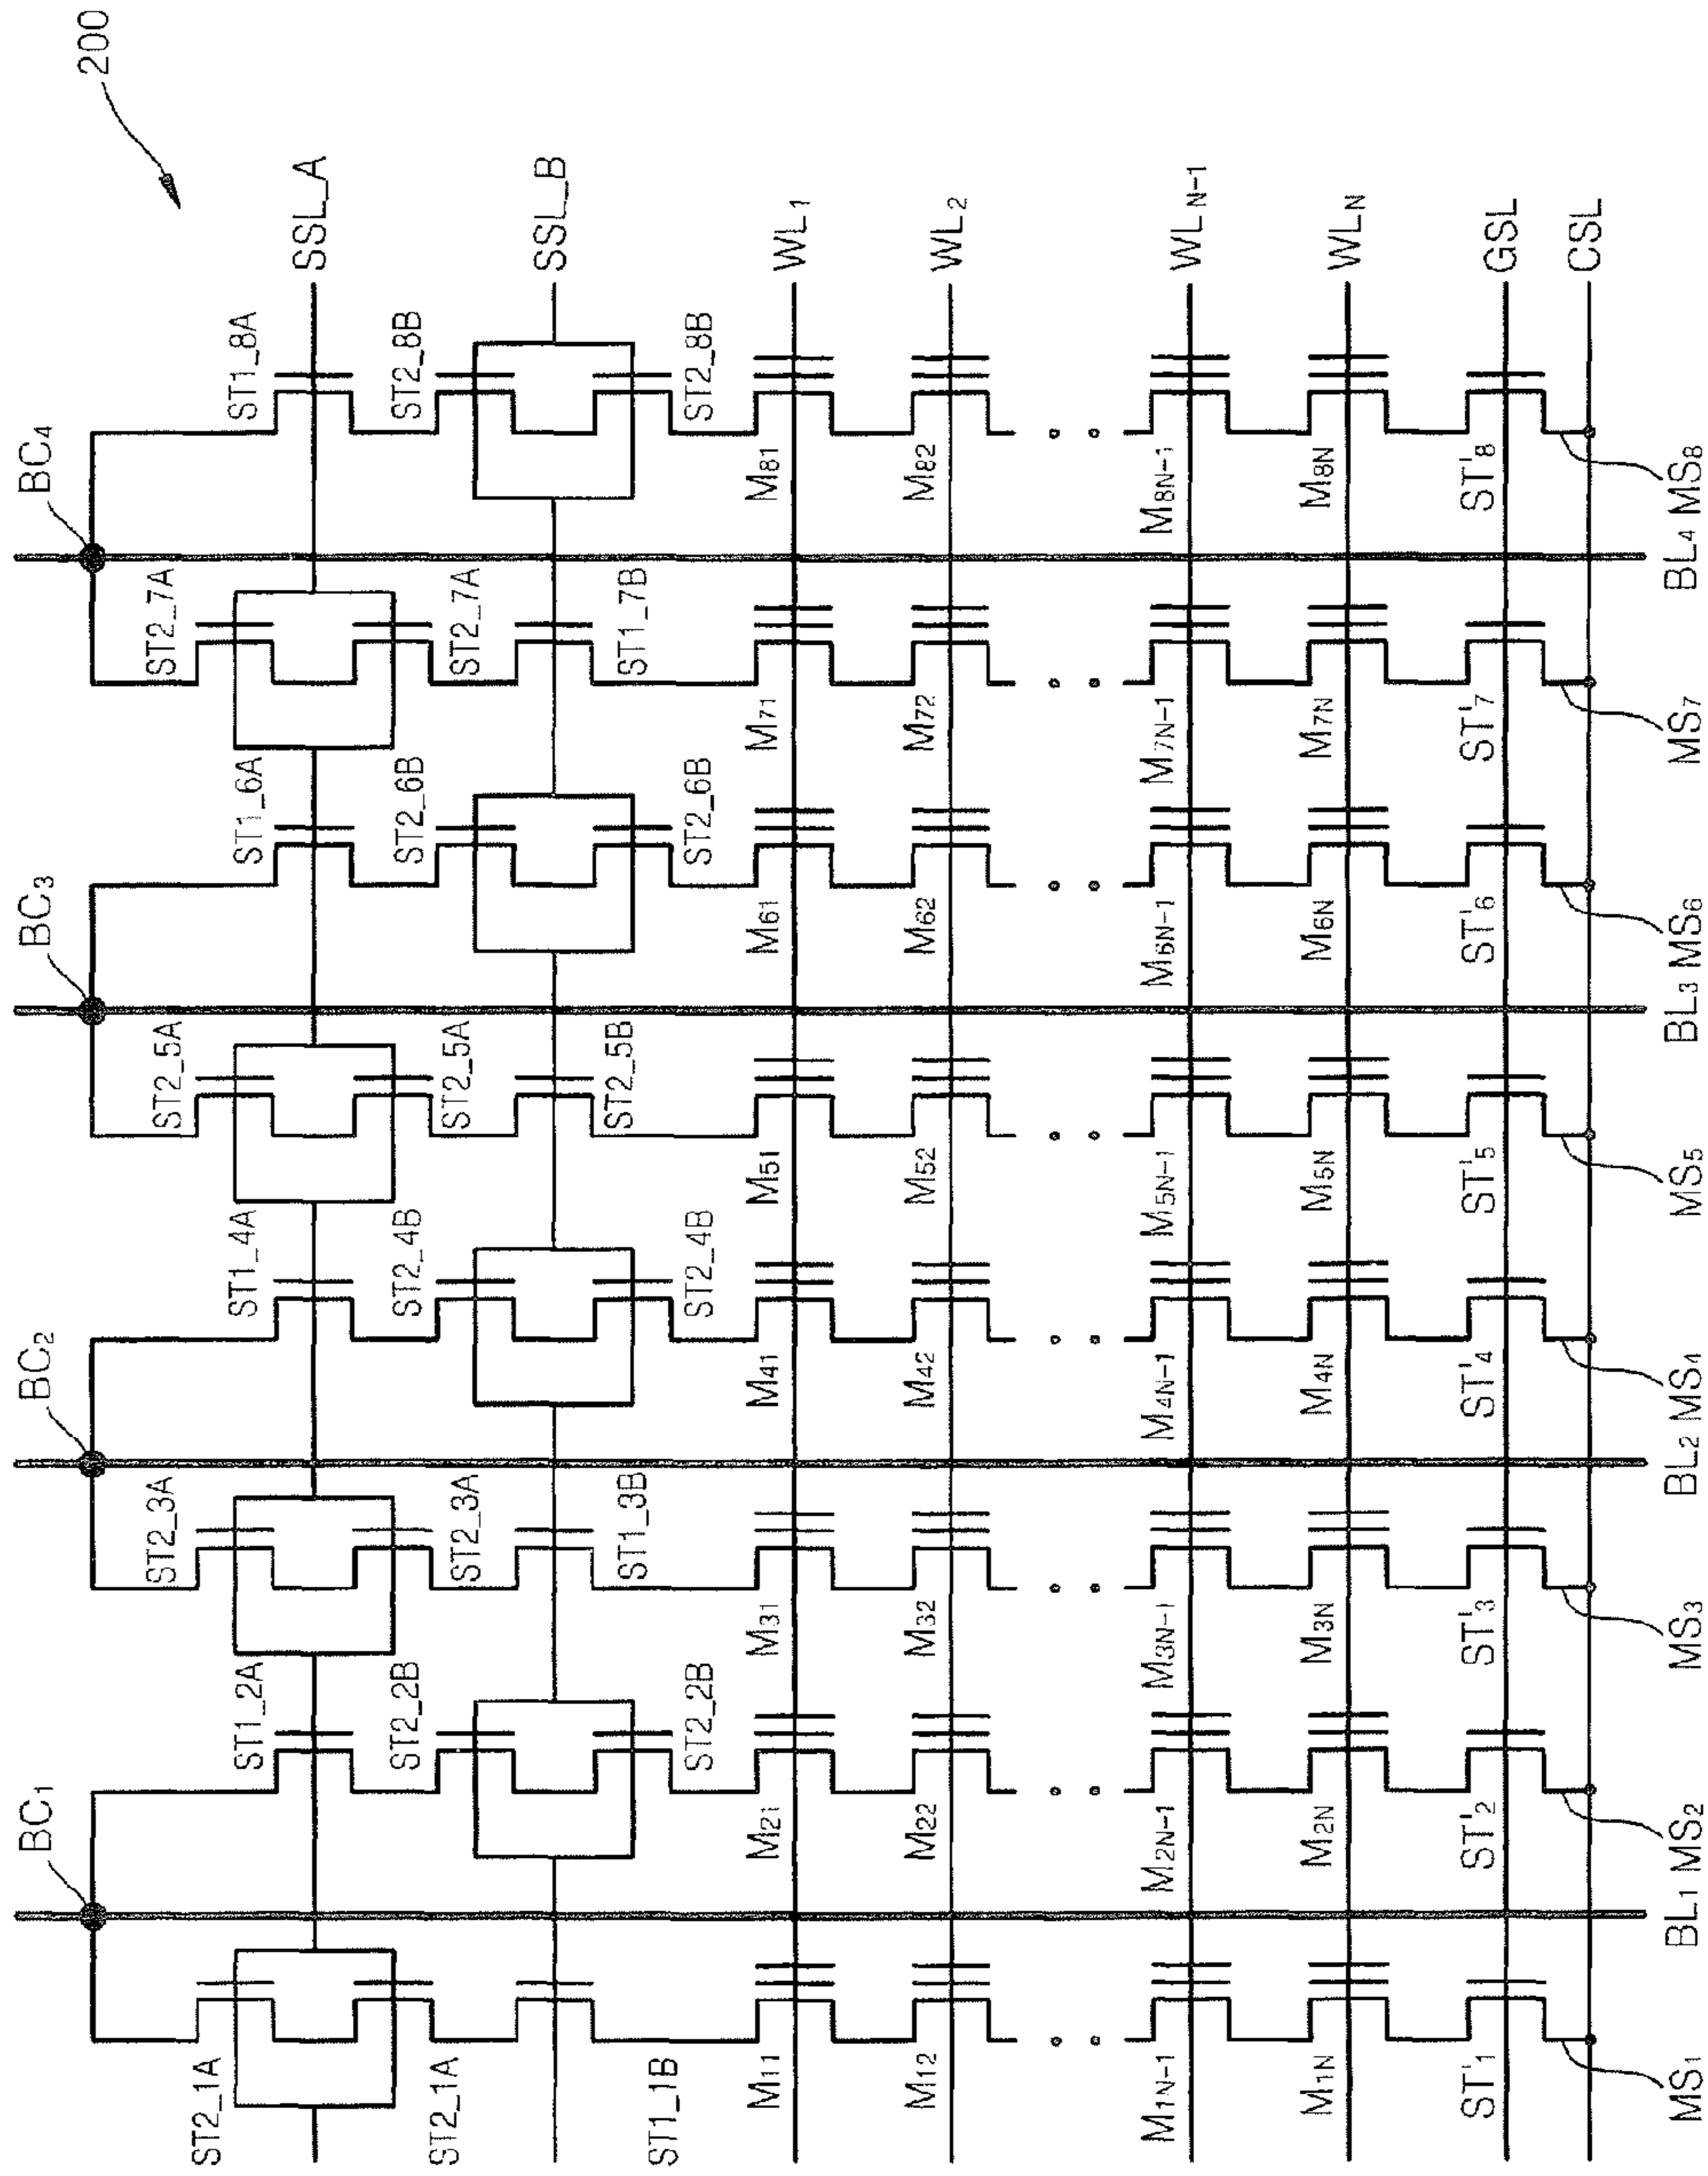 200
BC1
BC2
BC3
BC4
ST2_1A
ST1_2A
ST2_3A
ST1_4A
ST2_5A
ST1_6A
ST2_7A
ST1_8A
SSL_A
ST2_1A
ST2_2B
ST2_3A
ST2_4B
ST2_5A
ST2_6B
ST2_7A
ST2_8B
SSL_B
ST1_1B
ST2_2B
ST1_3B
ST2_4B
ST2_5B
ST2_6B
ST1_7B
ST2_8B
M11
M21
M31
M41
M51
M61
M71
M81
WL1
M12
M22
M32
M42
M52
M62
M72
M82
WL2
M1N-1
M2N-1
M3N-1
M4N-1
M5N-1
M6N-1
M7N-1
M8N-1
WLN-1
M1N
M2N
M3N
M4N
M5N
M6N
M7N
M8N
WLN
ST'1
ST'2
ST'3
ST'4
ST'5
ST'6
ST'7
ST'8
GSL
CSL
MS1
BL1
MS2
MS3
BL2
MS4
MS5
BL3
MS6
MS7
BL4
MS8